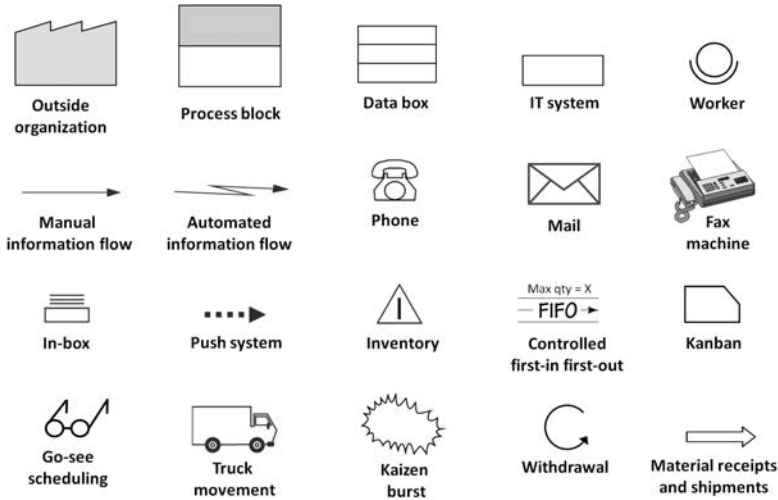 Outside
organization
Process block
Data box
IT system
Worker
Manual
information flow
Automated
information flow
Phone
Mail
Fax
machine
In-box
Push system
I
Inventory
Max qty = X
FIFO
Controlled
first-in first-out
Kanban
Go-see
scheduling
Truck
movement
Kaizen
burst
Withdrawal
Material receipts
and shipments